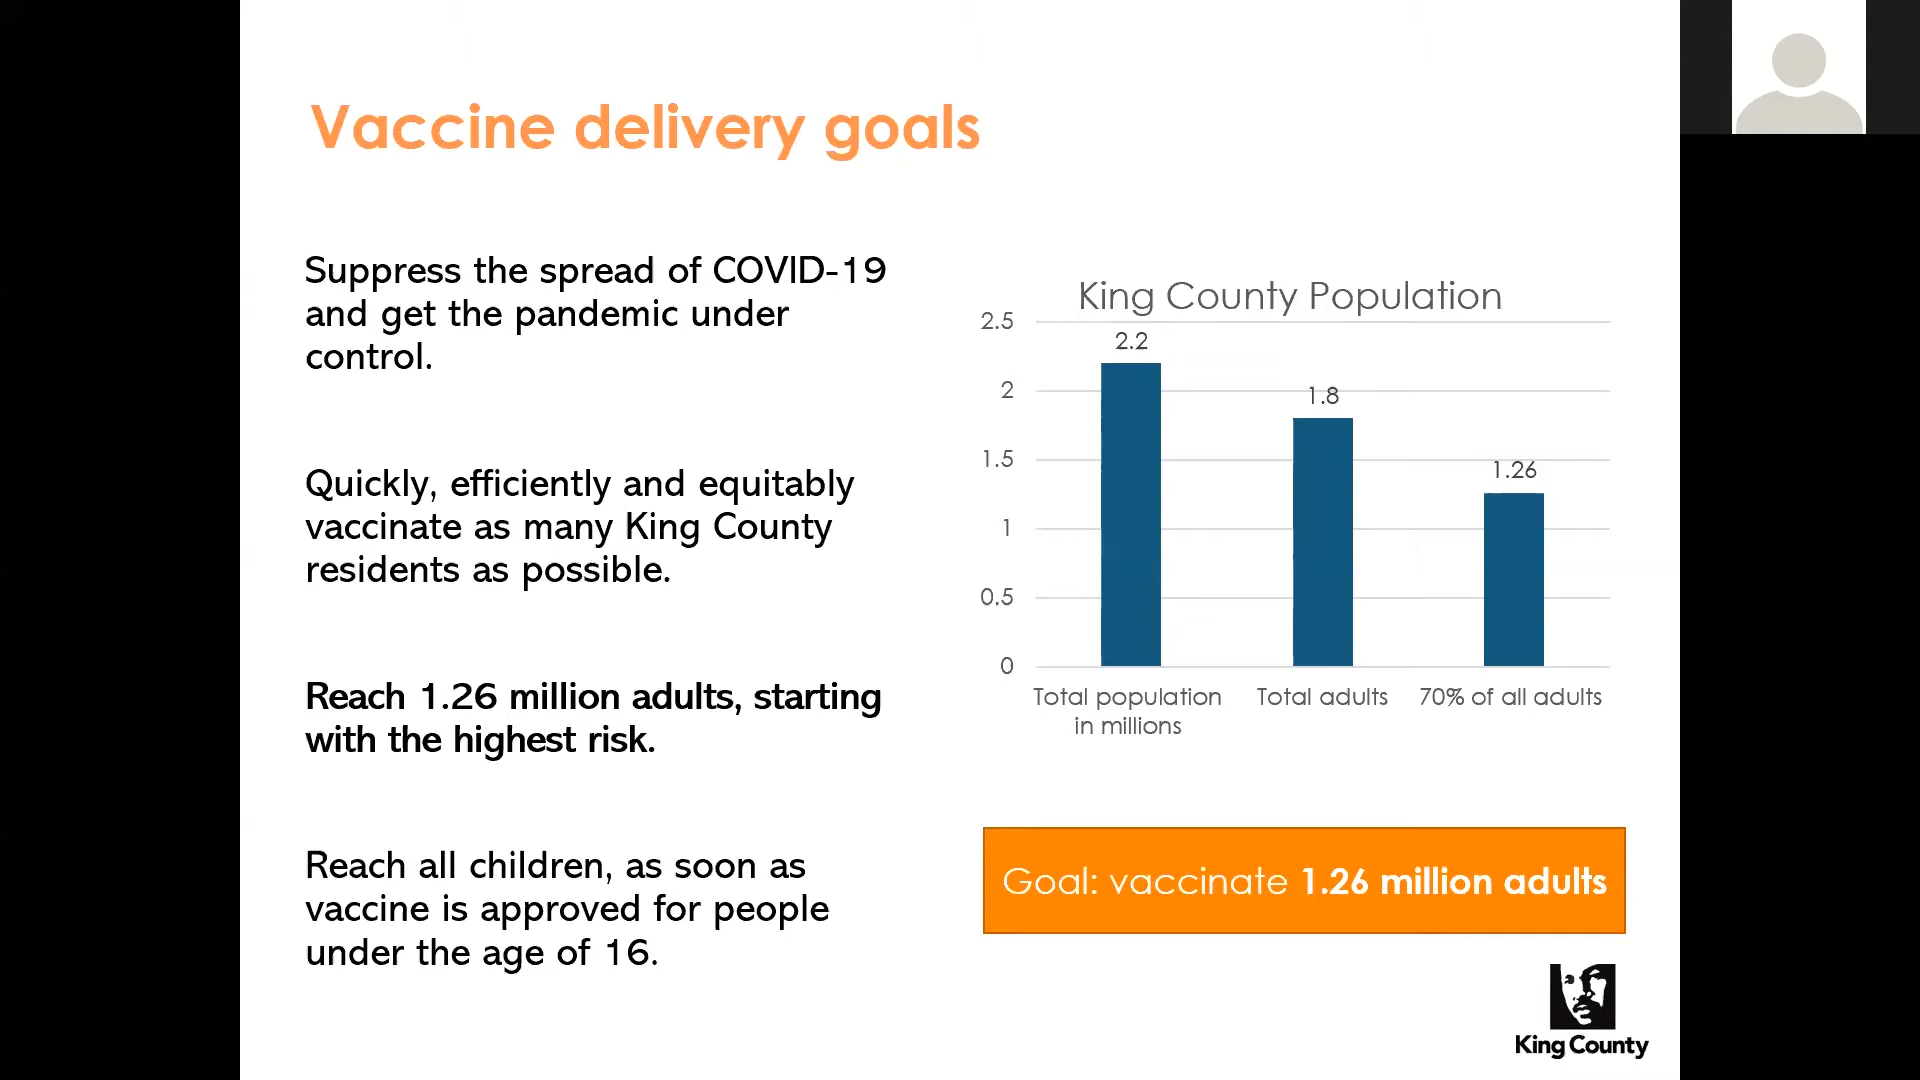 Vaccine delivery goals
Suppress the spread of COVID-19
and get the pandemic under
control.
Quickly, efficiently and equitably
vaccinate as many King County
residents as possible.
Reach 1.26 million adults, starting
with the highest risk.
Reach all children, as soon as
vaccine is approved for people
under the age of 16.
King County Population
2.5
2
1.5
1
0.5
0
2.2
1.8
1.26
Total population
in millions
Total adults
70% of all adults
Goal: vaccinate 1.26 million adults
King County